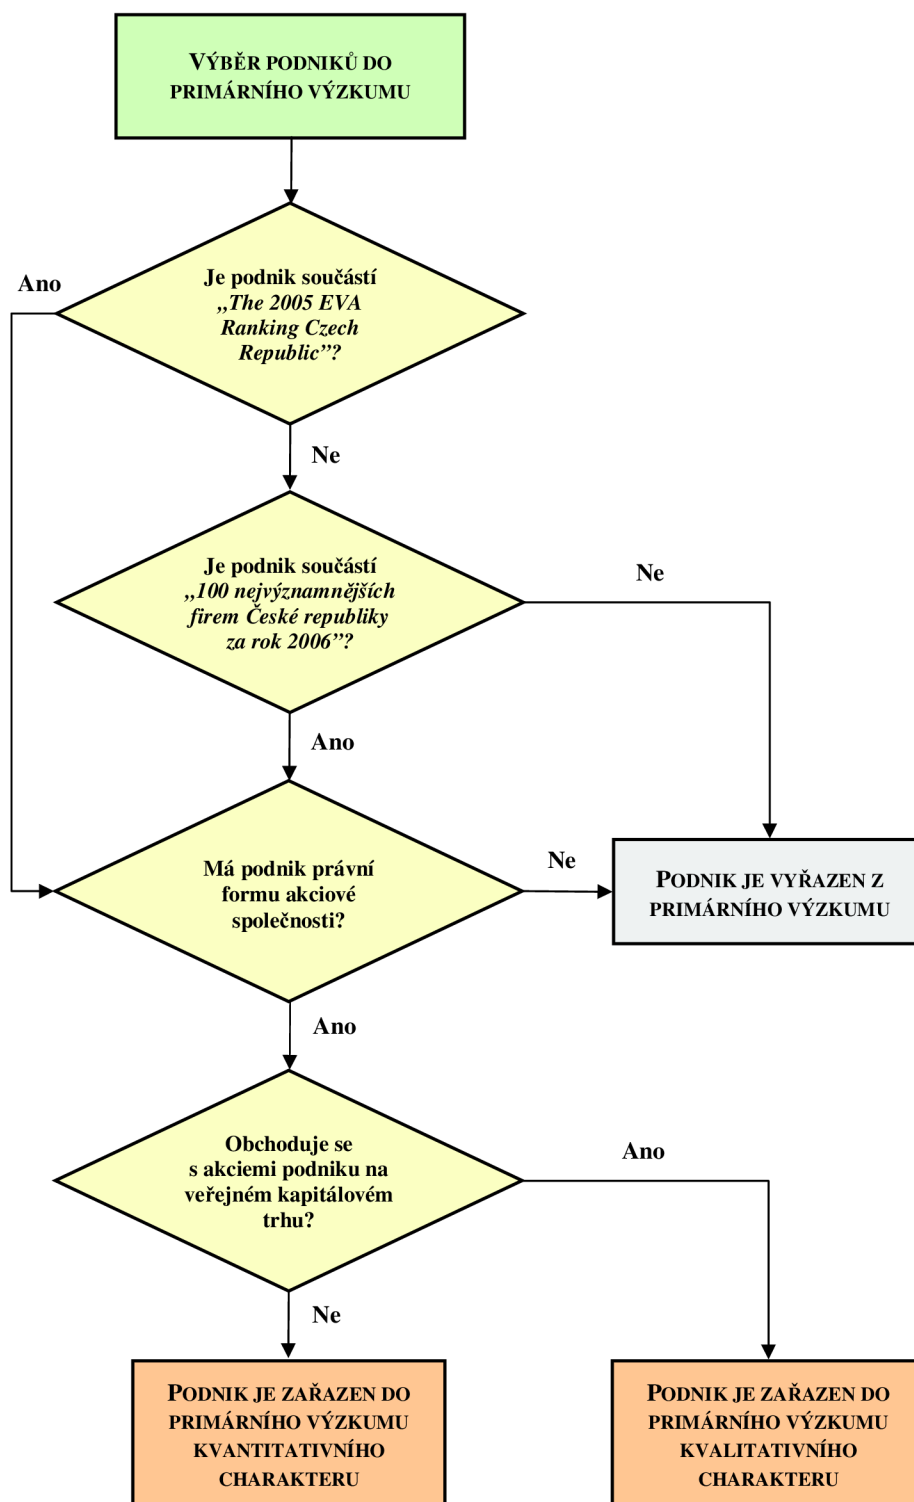 VÝBĚR PODNIKŮ DO
PRIMÁRNÍHO VÝZKUMU
Ano
Je podnik součástí
„The 2005 EVA
Ranking Czech
Republic”?
Ne
Je podnik součástí
„100 nejvýznamnějších
firem České republiky
za rok 2006”?
Ne
Ano
Má podnik právní
formu akciové
společnosti?
Ne
PODNIK JE VYŘAZEN Z
PRIMÁRNÍHO VÝZKUMU
Ano
Obchoduje se
s akciemi podniku na
veřejném kapitálovém
trhu?
Ano
Ne
PODNIK JE ZAŘAZEN DO
PRIMÁRNÍHO VÝZKUMU
KVANTITATIVNÍHO
CHARAKTERU
PODNIK JE ZAŘAZEN DO
PRIMÁRNÍHO VÝZKUMU
KVALITATIVNÍHO
CHARAKTERU